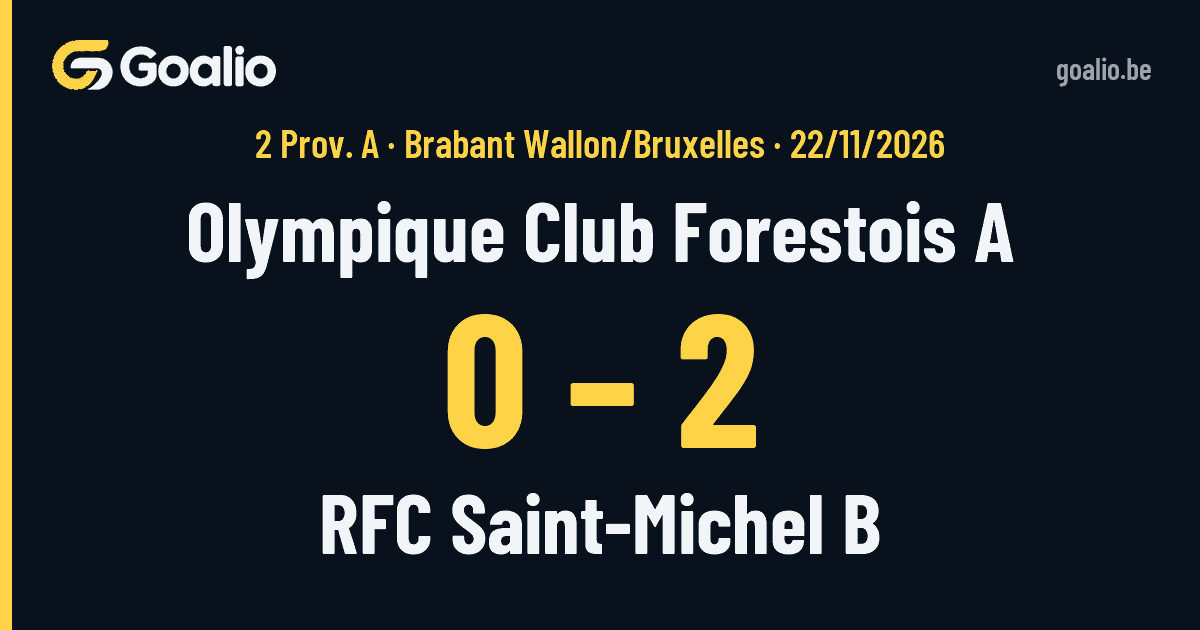 Goalio
goalio.be
2 Prov. A · Brabant Wallon/Bruxelles · 22/11/2026
Olympique Club Forestois A
0 - 2
RFC Saint-Michel B